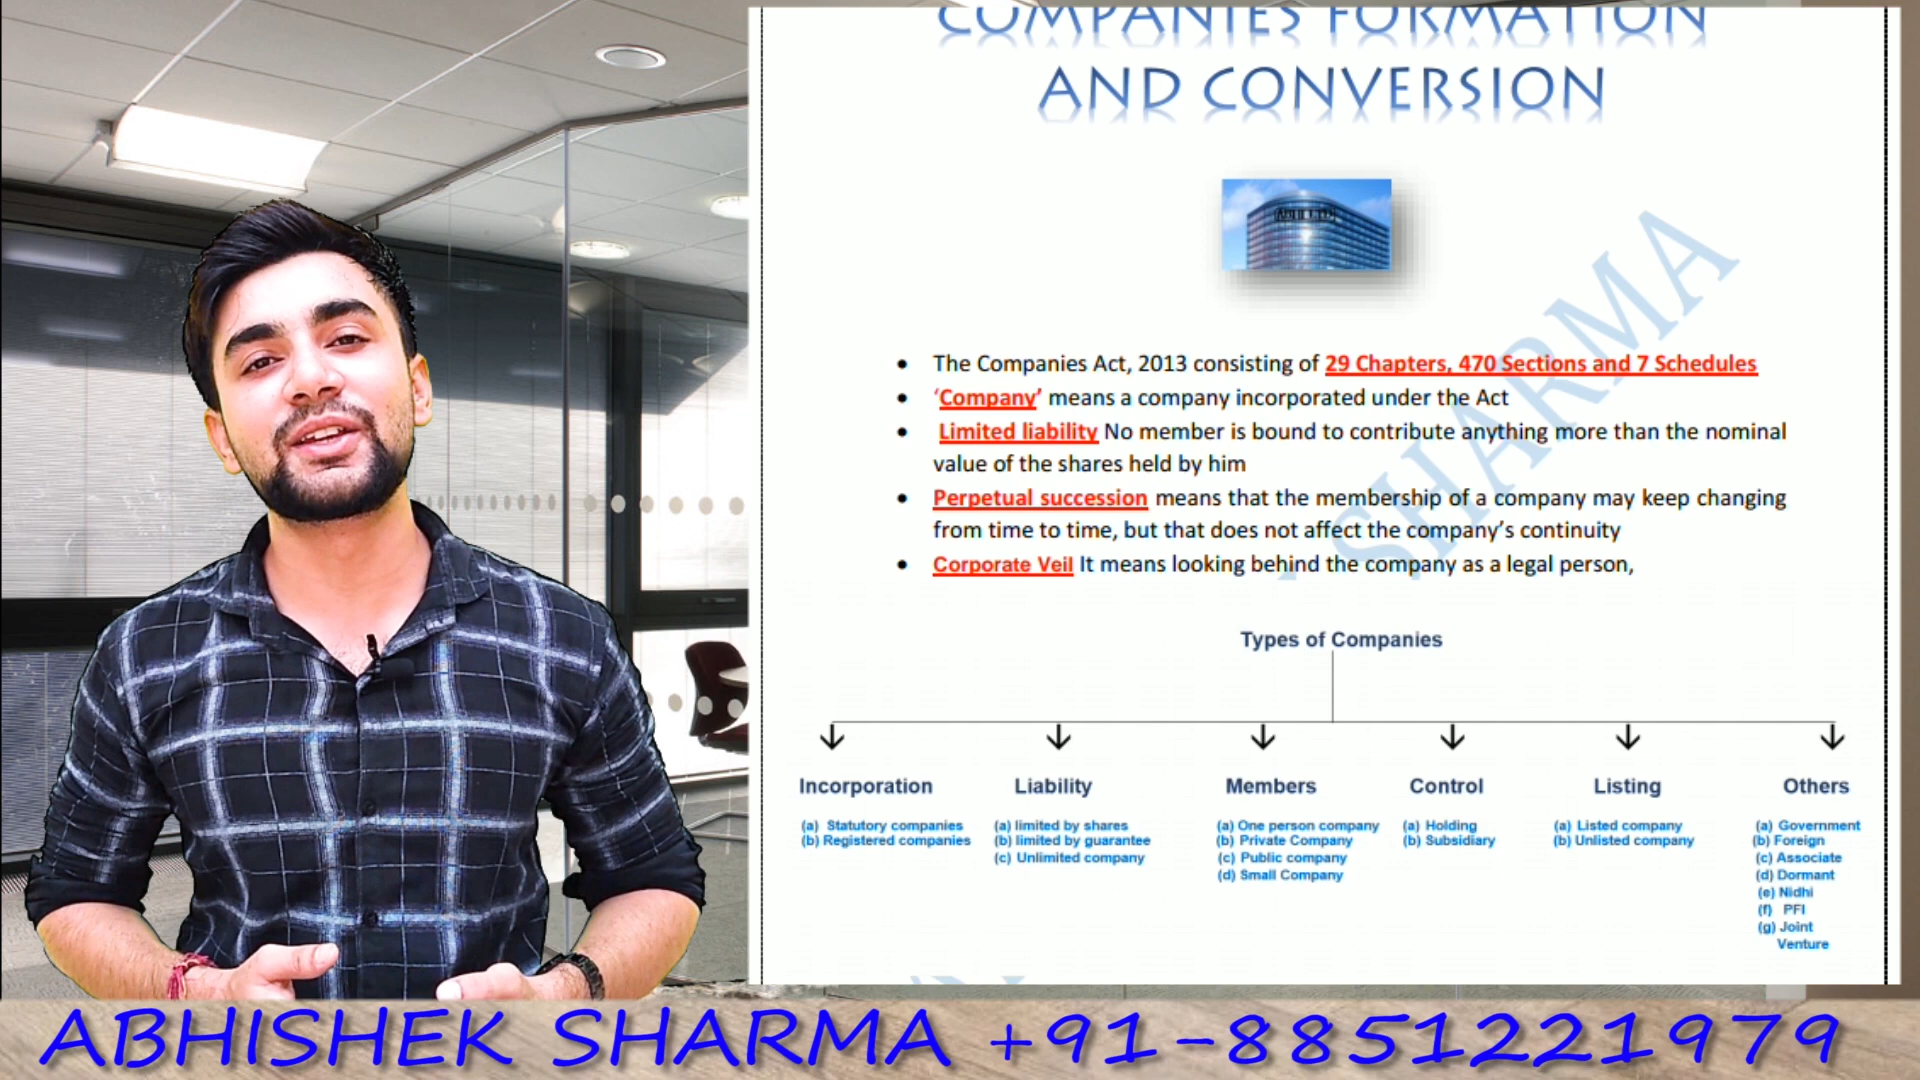 COMPANIES FORMATION
AND CONVERSION
SHARMA
• The Companies Act, 2013 consisting of 29 Chapters, 470 Sections and 7 Schedules
• ‘Company’ means a company incorporated under the Act
• Limited liability No member is bound to contribute anything more than the nominal
value of the shares held by him
• Perpetual succession means that the membership of a company may keep changing
from time to time, but that does not affect the company’s continuity
• Corporate Veil It means looking behind the company as a legal person,
Types of Companies
Incorporation
(a) Statutory companies
(b) Registered companies
Liability
(a) limited by shares
(b) limited by guarantee
(c) Unlimited company
Members
(a) One person company
(b) Private Company
(c) Public company
(d) Small Company
Control
(a) Holding
(b) Subsidiary
Listing
(a) Listed company
(b) Unlisted company
Others
(a) Government
(b) Foreign
(c) Associate
(d) Dormant
(e) Nidhi
(f) PFI
(g) Joint
Venture
ABHISHEK SHARMA +91-8851221979